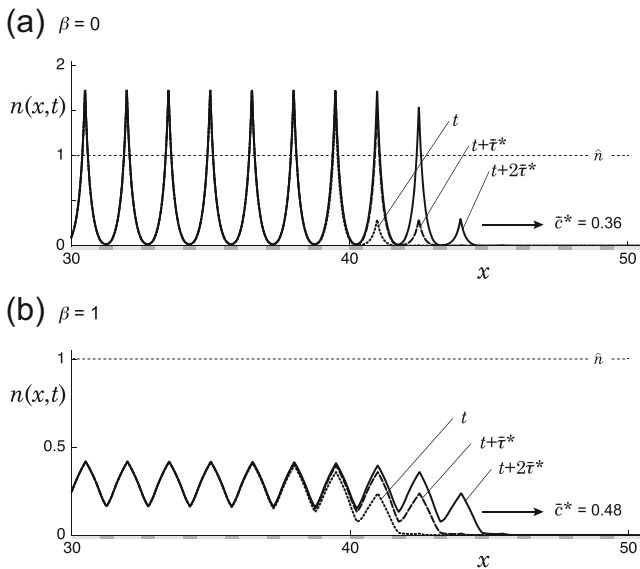 (a) β = 0
2
n(x,t)
t
t+τ̄*
1
n̂
t+2τ̄*
c̄* = 0.36
0
30
40
50
x
(b) β = 1
1
n̂
n(x,t)
t
0.5
t+τ̄*
t+2τ̄*
c̄* = 0.48
0
30
40
50
x